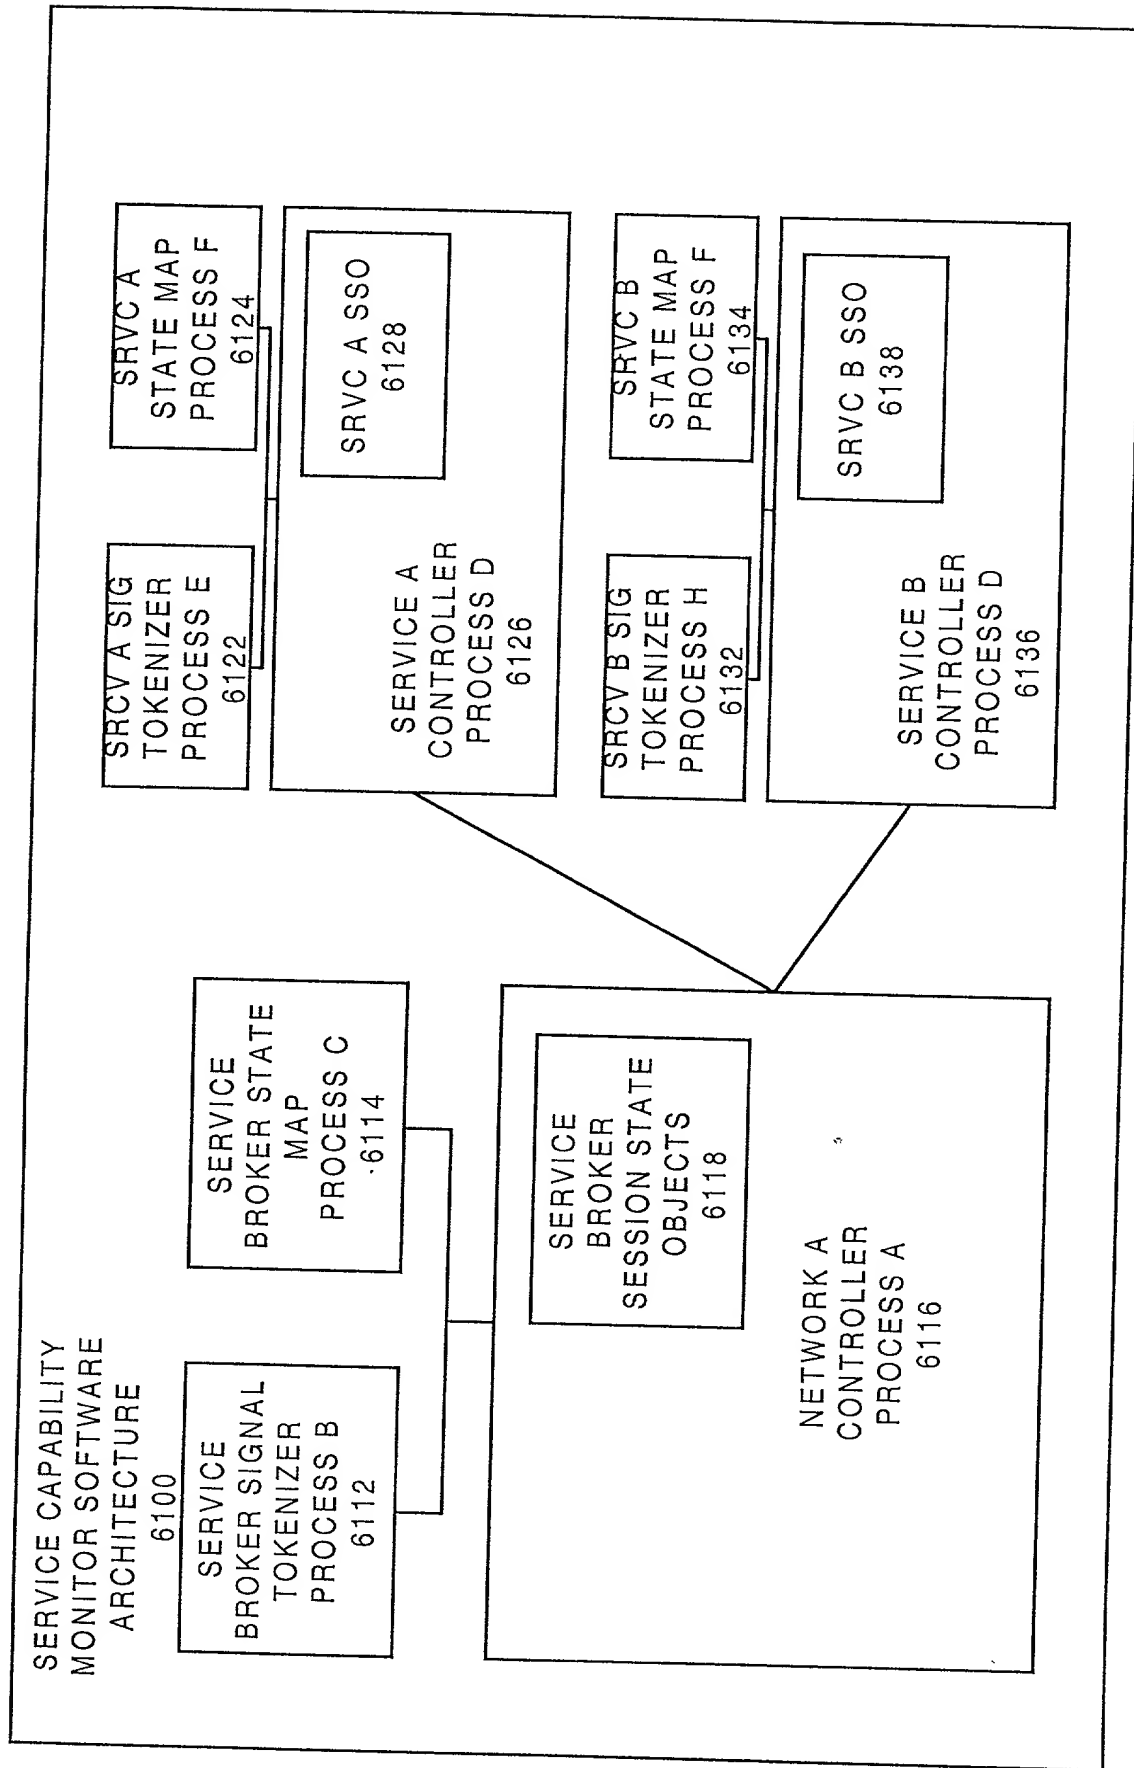 SERVICE CAPABILITY
MONITOR SOFTWARE
ARCHITECTURE
6100
SERVICE
BROKER SIGNAL
TOKENIZER
PROCESS B
6112
SERVICE
BROKER STATE
MAP
PROCESS C
6114
SERVICE
BROKER
SESSION STATE
OBJECTS
6118
NETWORK A
CONTROLLER
PROCESS A
6116
SRCV A SIG
TOKENIZER
PROCESS E
6122
SRVC A
STATE MAP
PROCESS F
6124
SRVC A SSO
6128
SERVICE A
CONTROLLER
PROCESS D
6126
SRCV B SIG
TOKENIZER
PROCESS H
6132
SRVC B
STATE MAP
PROCESS F
6134
SRVC B SSO
6138
SERVICE B
CONTROLLER
PROCESS D
6136